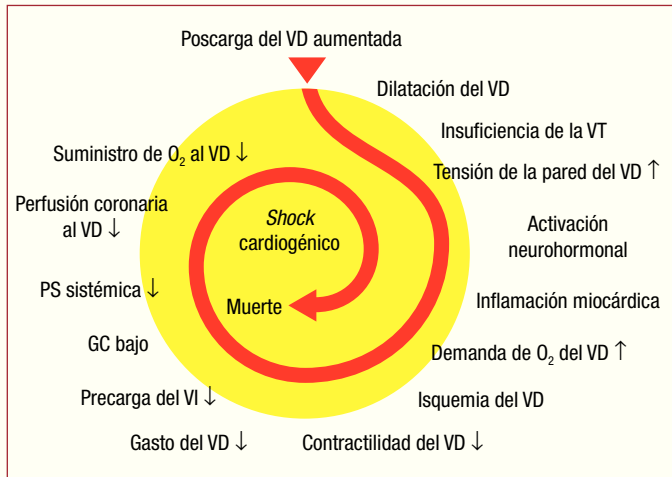 Poscarga del VD aumentada
Dilatación del VD
Insuficiencia de la VT
Tensión de la pared del VD ↑
Activación
neurohormonal
Inflamación miocárdica
Demanda de O₂ del VD ↑
Isquemia del VD
Contractilidad del VD ↓
Gasto del VD ↓
Precarga del VI ↓
GC bajo
PS sistémica ↓
Perfusión coronaria
al VD ↓
Suministro de O₂ al VD ↓
Shock
cardiogénico
Muerte